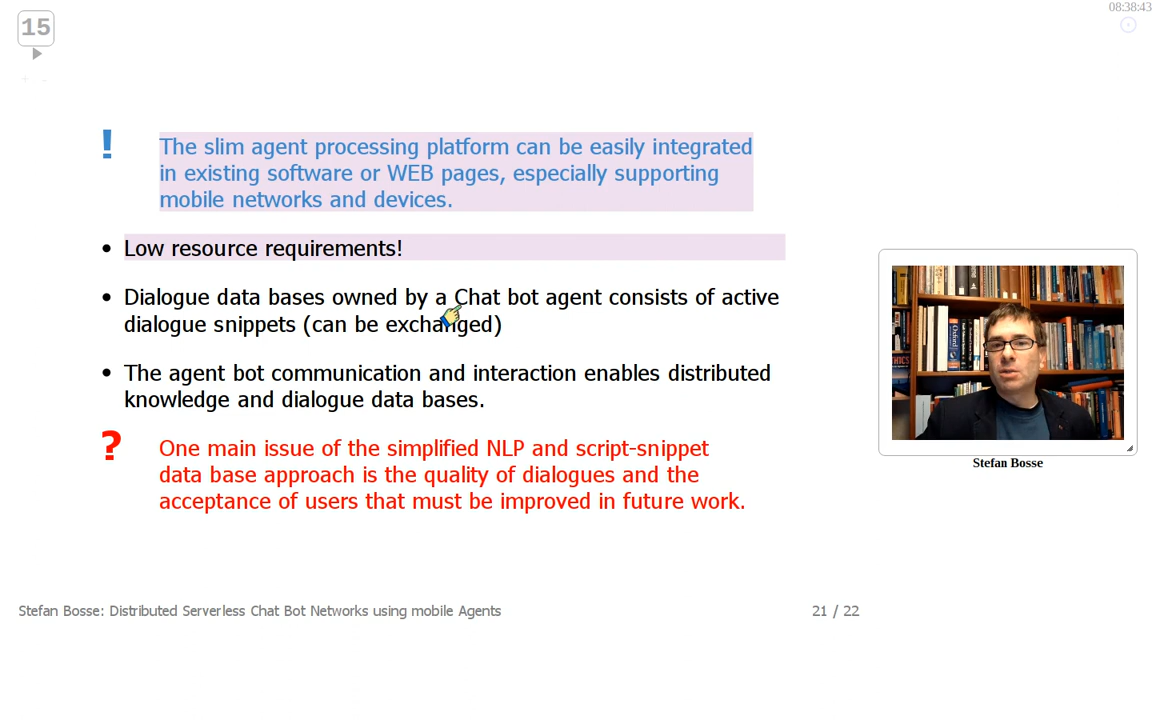 15
08:38:43
+ -
!
The slim agent processing platform can be easily integrated
in existing software or WEB pages, especially supporting
mobile networks and devices.
• Low resource requirements!
• Dialogue data bases owned by a Chat bot agent consists of active
dialogue snippets (can be exchanged)
• The agent bot communication and interaction enables distributed
knowledge and dialogue data bases.
?
One main issue of the simplified NLP and script-snippet
data base approach is the quality of dialogues and the
acceptance of users that must be improved in future work.
Oxford
ETHICS
Stefan Bosse
Stefan Bosse: Distributed Serverless Chat Bot Networks using mobile Agents
21 / 22